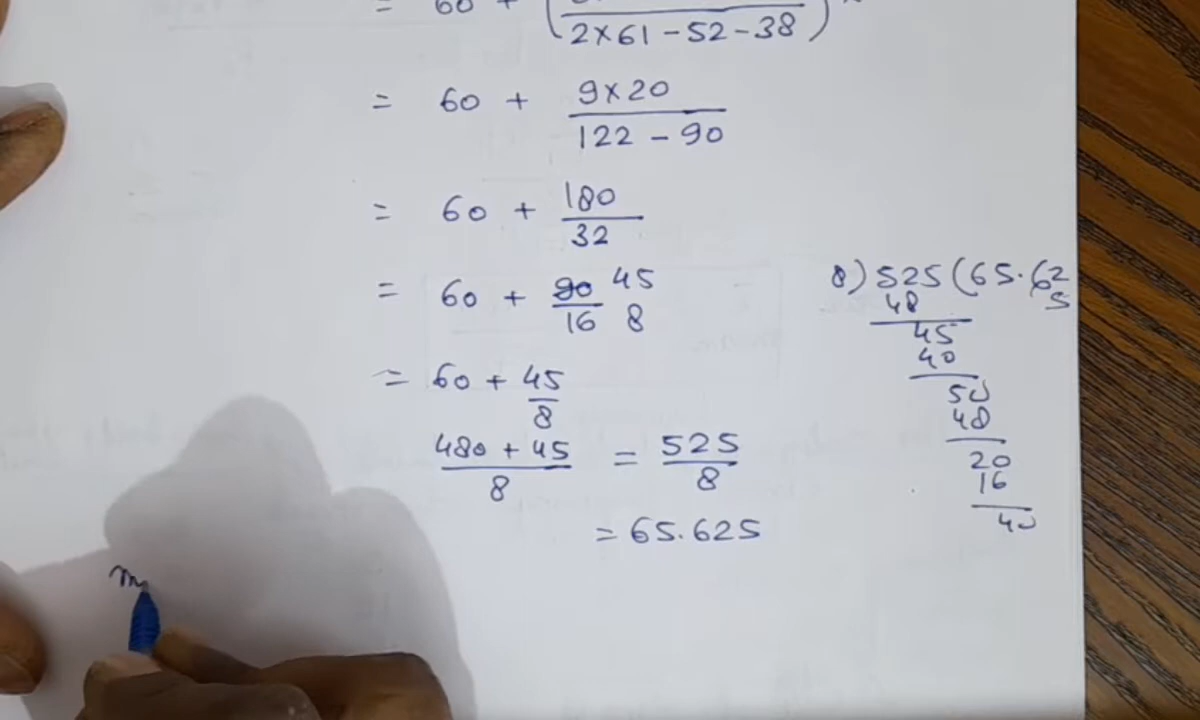 = 60 +
2×61-52-38
= 60 + 9×20
122 - 90
= 60 + 180
32
= 60 + 90 45
16 8
= 60 + 45
8
480 + 45 = 525
8 8
= 65.625
8)525(65.625
48
45
40
50
48
20
16
40